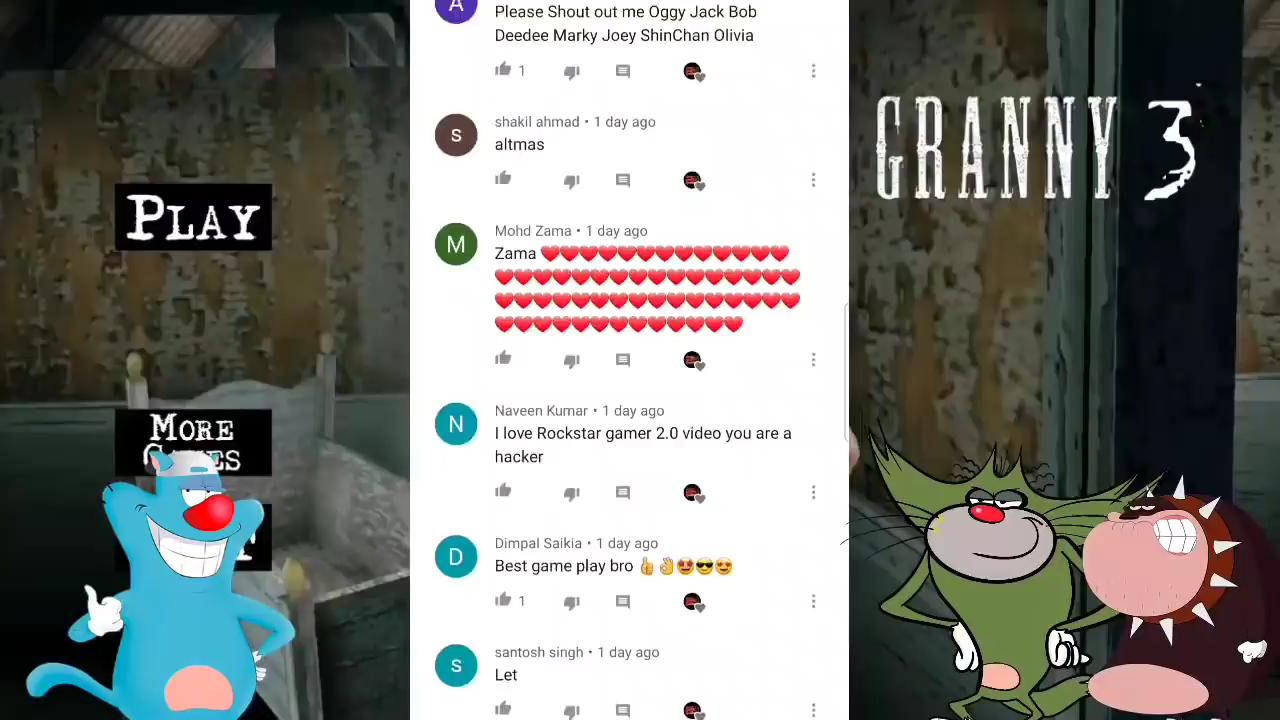 A
Please Shout out me Oggy Jack Bob
Deedee Marky Joey ShinChan Olivia
1
S
shakil ahmad • 1 day ago
altmas
M
Mohd Zama • 1 day ago
Zama ❤️❤️❤️❤️❤️❤️❤️❤️❤️❤️❤️❤️❤️
❤️❤️❤️❤️❤️❤️❤️❤️❤️❤️❤️❤️❤️❤️❤️❤️
❤️❤️❤️❤️❤️❤️❤️❤️❤️❤️❤️❤️❤️❤️❤️❤️
❤️❤️❤️❤️❤️❤️❤️❤️❤️❤️❤️❤️❤️
N
Naveen Kumar • 1 day ago
I love Rockstar gamer 2.0 video you are a
hacker
D
Dimpal Saikia • 1 day ago
Best game play bro 👍👌😍😎😍
1
S
santosh singh • 1 day ago
Let
PLAY
MORE
GRANNY 3